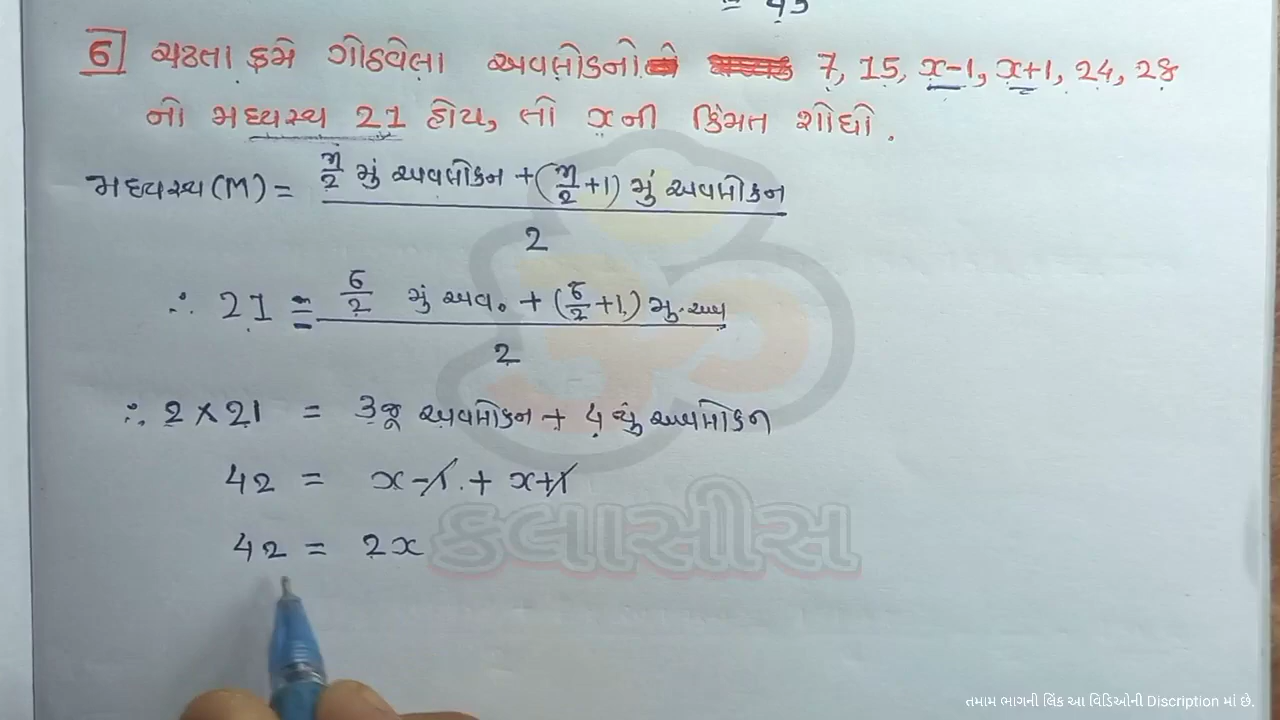 = 45
6 ચઢતા ક્રમે ગોઠવેલા અવલોકનો 7, 15, x-1, x+1, 24, 28
નો મધ્યસ્થ 21 હોય, તો x ની કિંમત શોધો.
મધ્યસ્થ (M) = n/2 મું અવલોકન + (n/2 +1) મું અવલોકન
2
∴ 21 = 6/2 મું અવ. + (6/2 +1) મુ. અવ
2
∴ 2 × 21 = 3જૂ અવલોકન + 4 થું અવલોકન
42 = x-1 + x+1
42 = 2x
ક્લાસીસ
તમામ ભાગની લિંક આ વિડિઓની Discription માં છે.